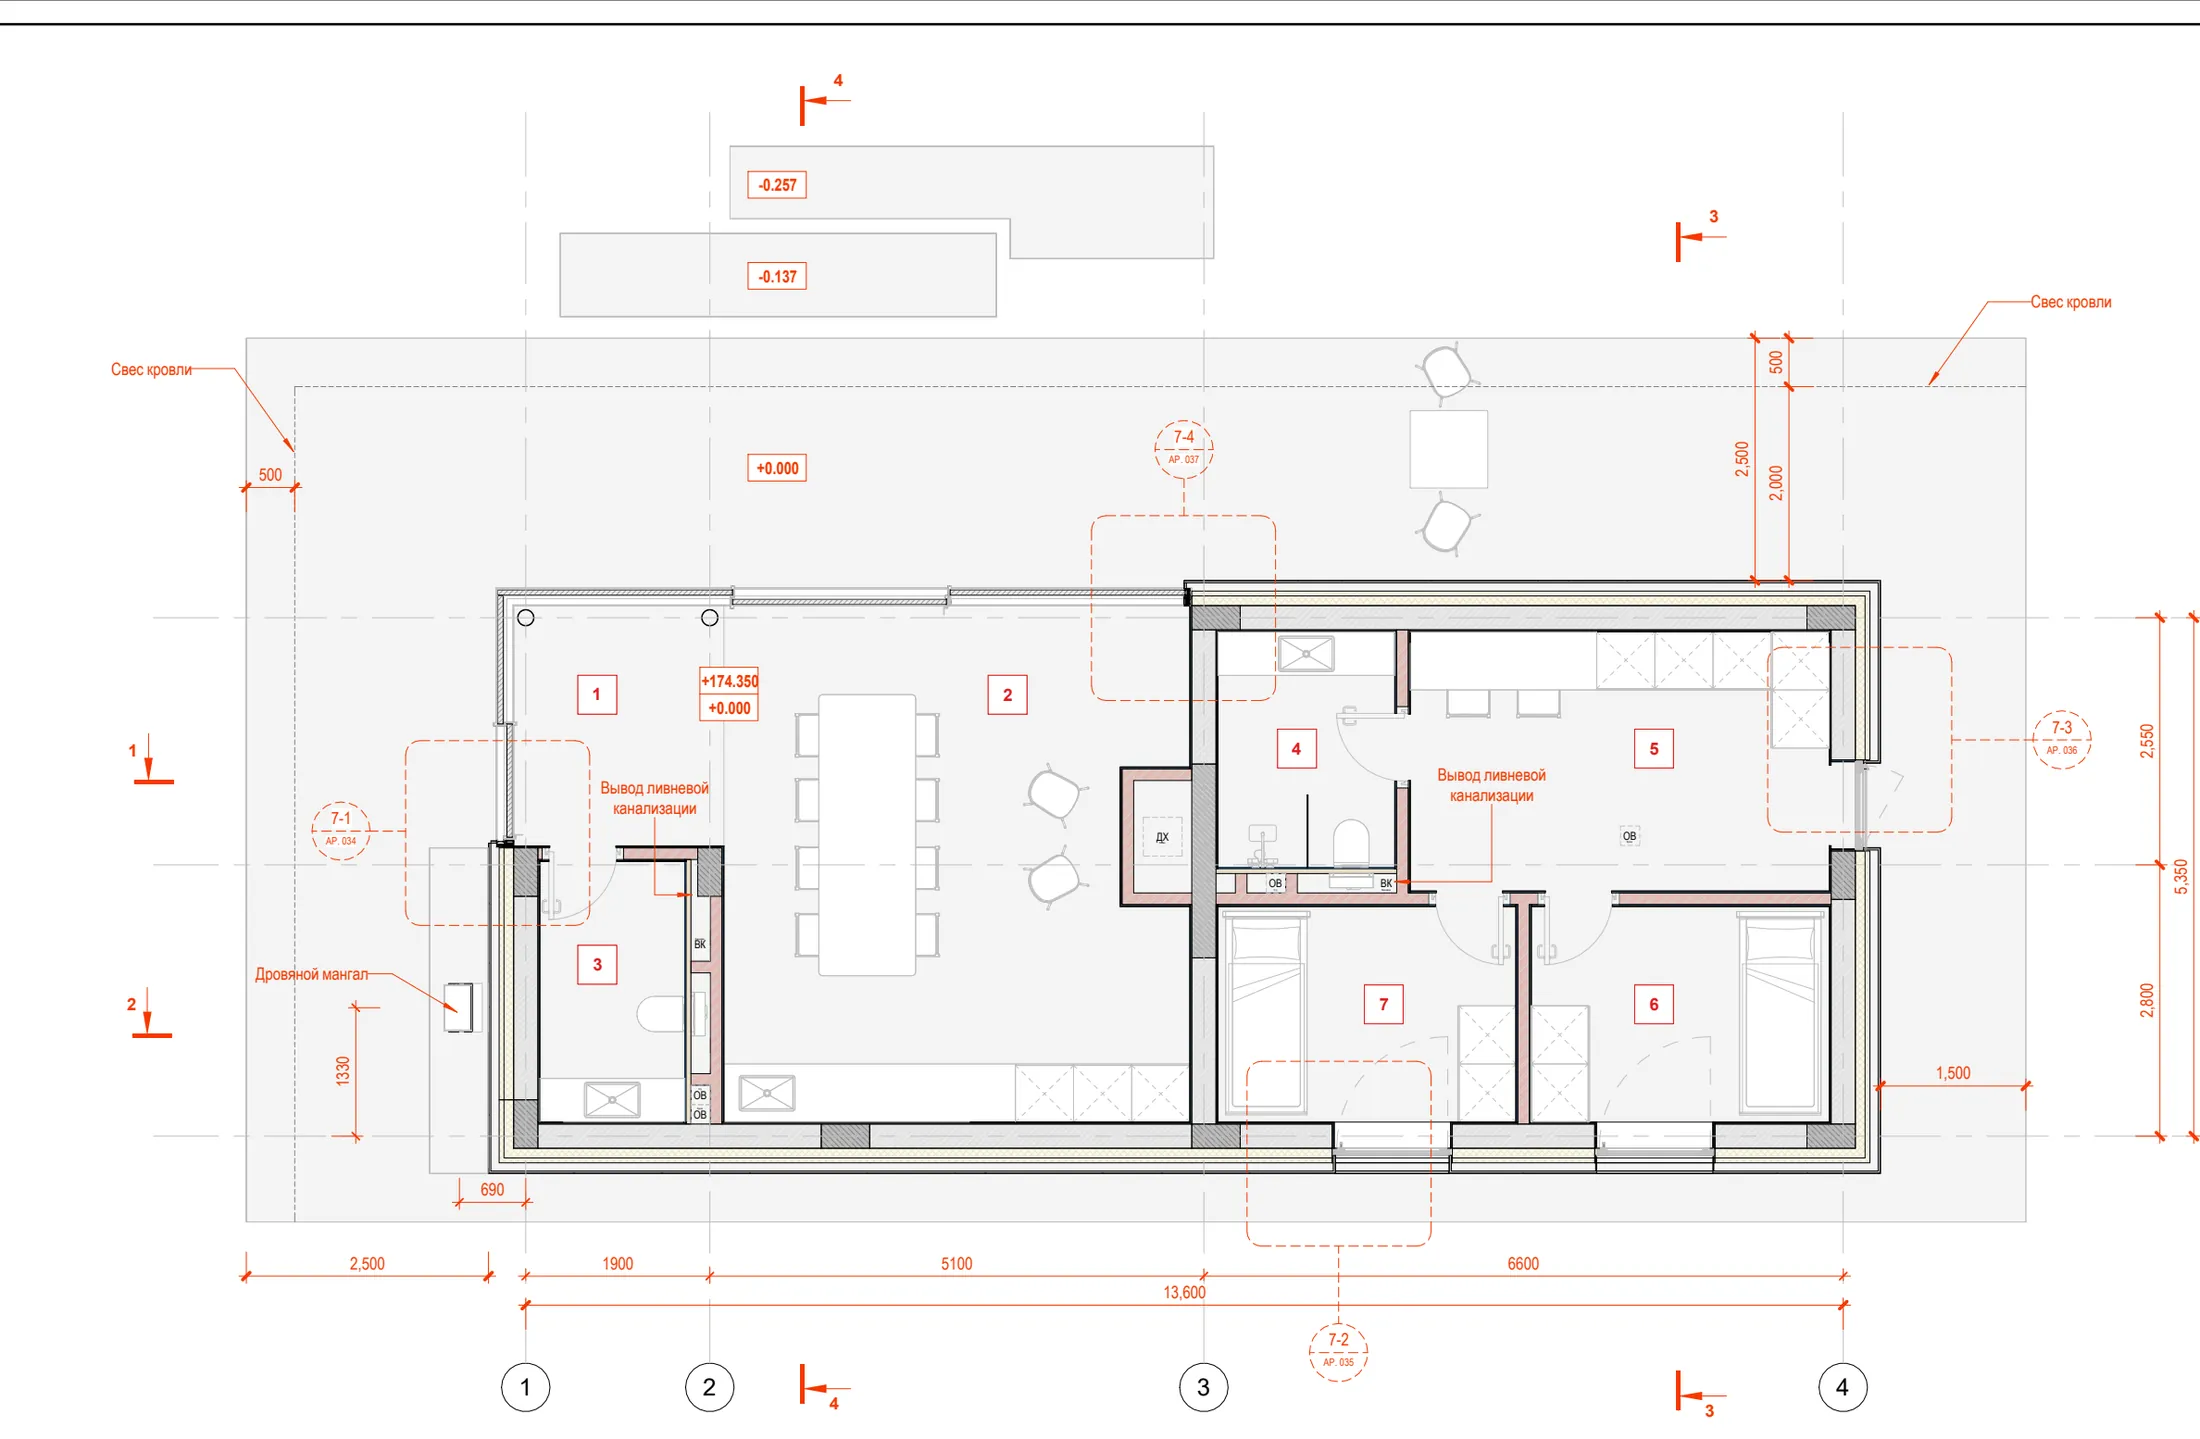 4
-0.257
3
-0.137
Свес кровли
500
Свес кровли
7-4
АР. 037
+0.000
500
2,500
2,000
1
+174.350
+0.000
2
4
5
7-3
АР. 036
2,550
1
Вывод ливневой
канализации
Вывод ливневой
канализации
7-1
АР. 034
ДХ
ОВ
5,350
ОВ
ВК
ВК
3
Дровяной мангал
2
7
6
2,800
1330
1,500
ОВ
ОВ
690
2,500
1900
5100
6600
13,600
7-2
АР. 035
1
2
3
4
4
3